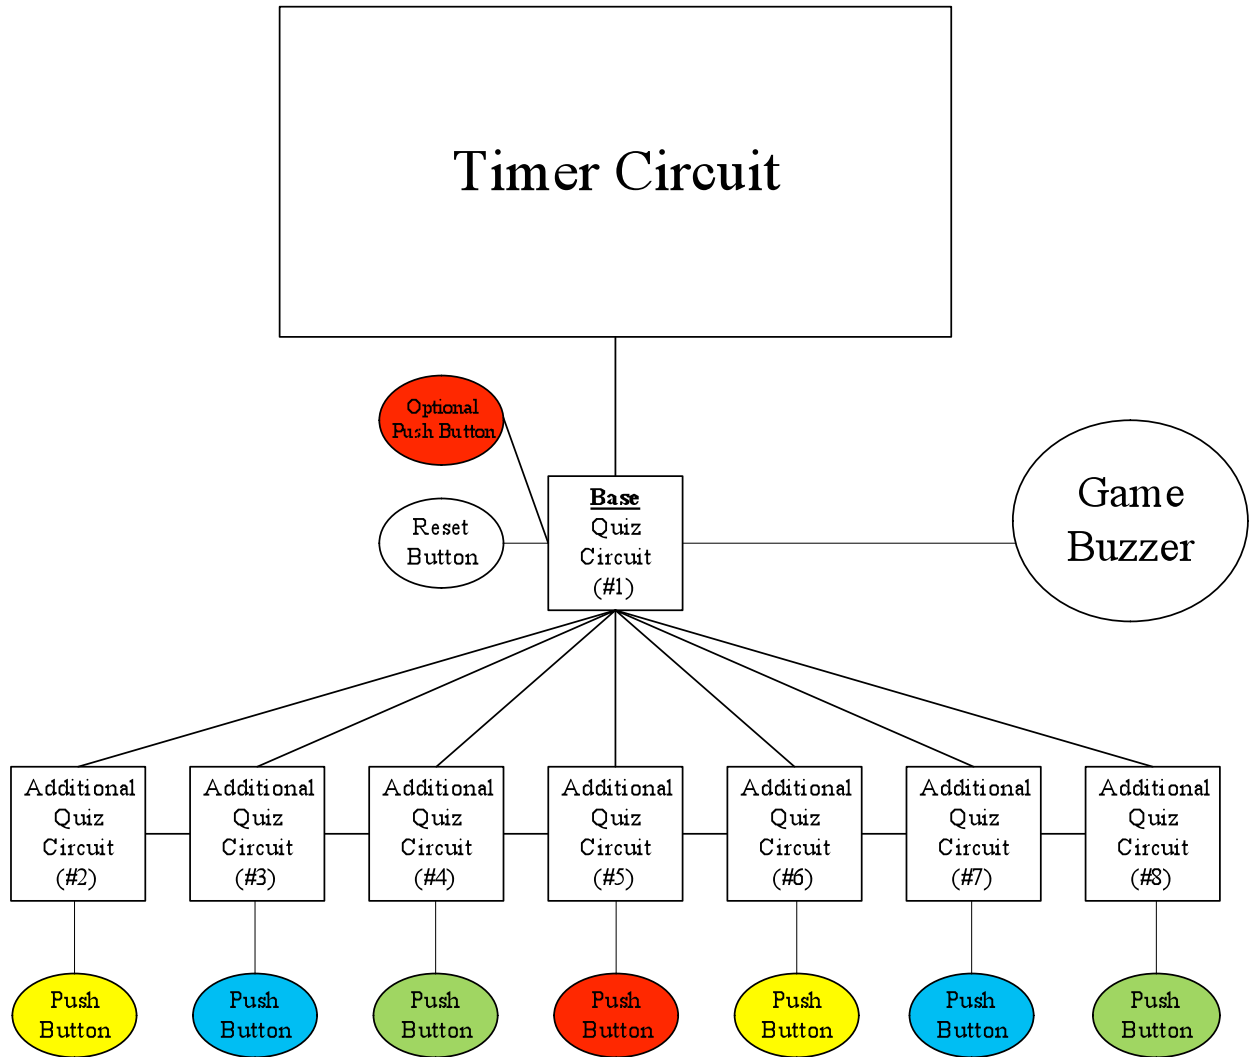 Timer Circuit
Optional
Push Button
Reset
Button
Base
Quiz
Circuit
(#1)
Game
Buzzer
Additional
Quiz
Circuit
(#2)
Additional
Quiz
Circuit
(#3)
Additional
Quiz
Circuit
(#4)
Additional
Quiz
Circuit
(#5)
Additional
Quiz
Circuit
(#6)
Additional
Quiz
Circuit
(#7)
Additional
Quiz
Circuit
(#8)
Push
Button
Push
Button
Push
Button
Push
Button
Push
Button
Push
Button
Push
Button